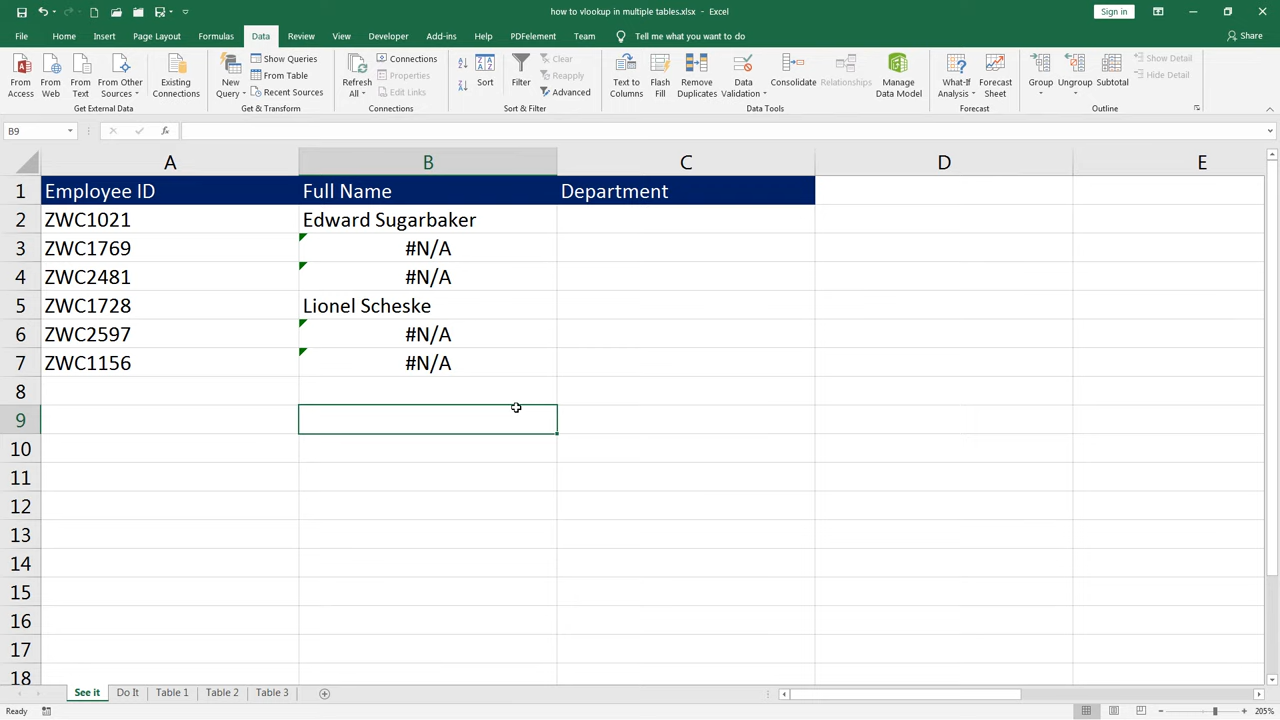 how to vlookup in multiple tables.xlsx - Excel
Sign in
File Home Insert Page Layout Formulas Data Review View Developer Add-ins Help PDFelement Team Tell me what you want to do Share
From Access
From Web
From Text
From Other Sources
Existing Connections
Get External Data
New Query
Show Queries
From Table
Recent Sources
Get & Transform
Refresh All
Connections
Properties
Edit Links
Connections
Sort
Filter
Clear
Reapply
Advanced
Sort & Filter
Text to Columns
Flash Fill
Remove Duplicates
Data Validation
Consolidate
Relationships
Manage Data Model
Data Tools
What-If Analysis
Forecast Sheet
Forecast
Group
Ungroup
Subtotal
Show Detail
Hide Detail
Outline
B9 fx
A B C D E
1 Employee ID Full Name Department
2 ZWC1021 Edward Sugarbaker
3 ZWC1769 #N/A
4 ZWC2481 #N/A
5 ZWC1728 Lionel Scheske
6 ZWC2597 #N/A
7 ZWC1156 #N/A
8
9
10
11
12
13
14
15
16
17
18
See it Do It Table 1 Table 2 Table 3
Ready 205%